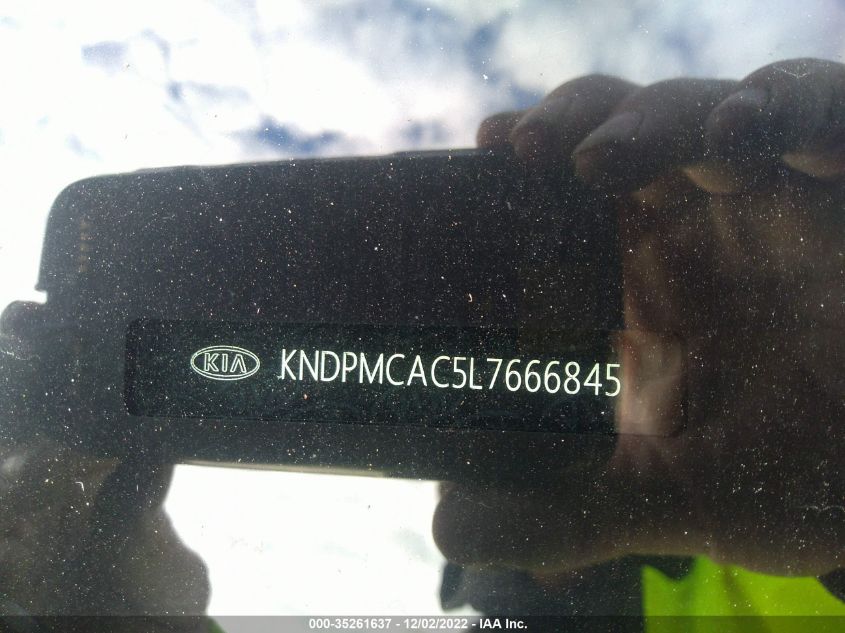 KIA KNDPMCAC5L7666845
000-35261637 - 12/02/2022 - IAA Inc.